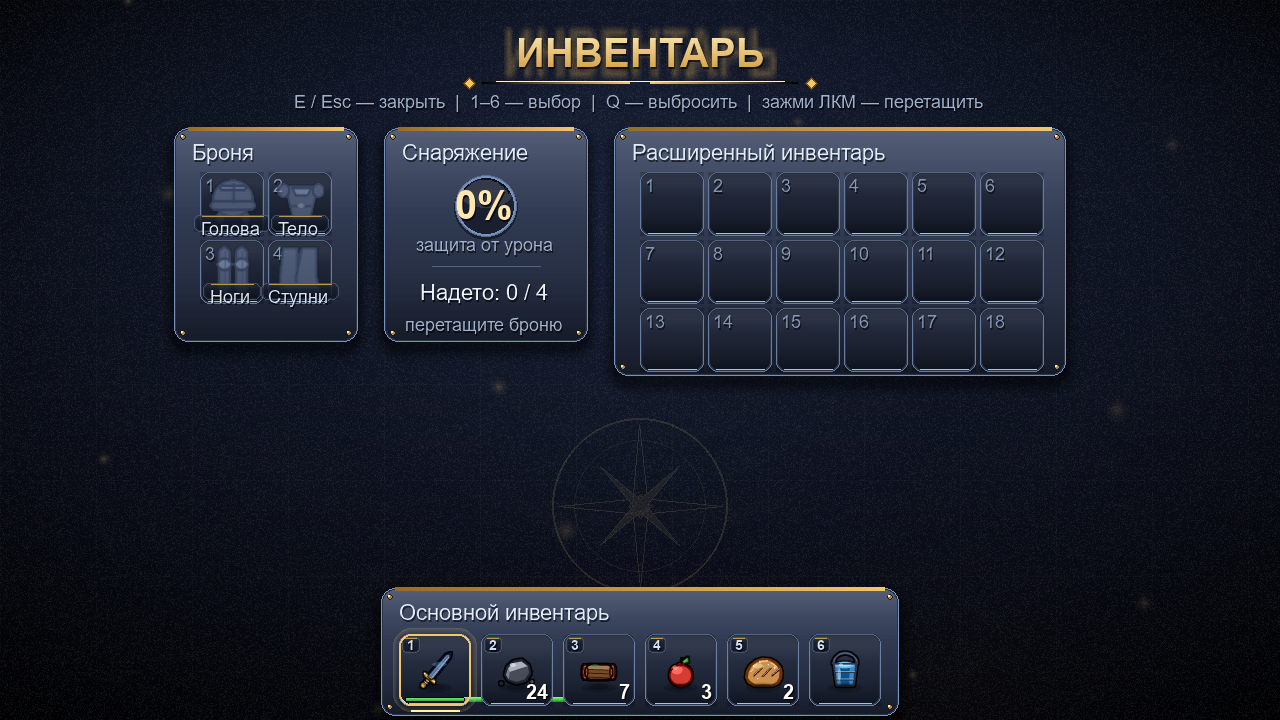 ИНВЕНТАРЬ
E / Esc — закрыть | 1–6 — выбор | Q — выбросить | зажми ЛКМ — перетащить
Броня
1 2
Голова Тело
3 4
Ноги Ступни
Снаряжение
0%
защита от урона
Надето: 0 / 4
перетащите броню
Расширенный инвентарь
1 2 3 4 5 6
7 8 9 10 11 12
13 14 15 16 17 18
Основной инвентарь
1 2 3 4 5 6
24 7 3 2